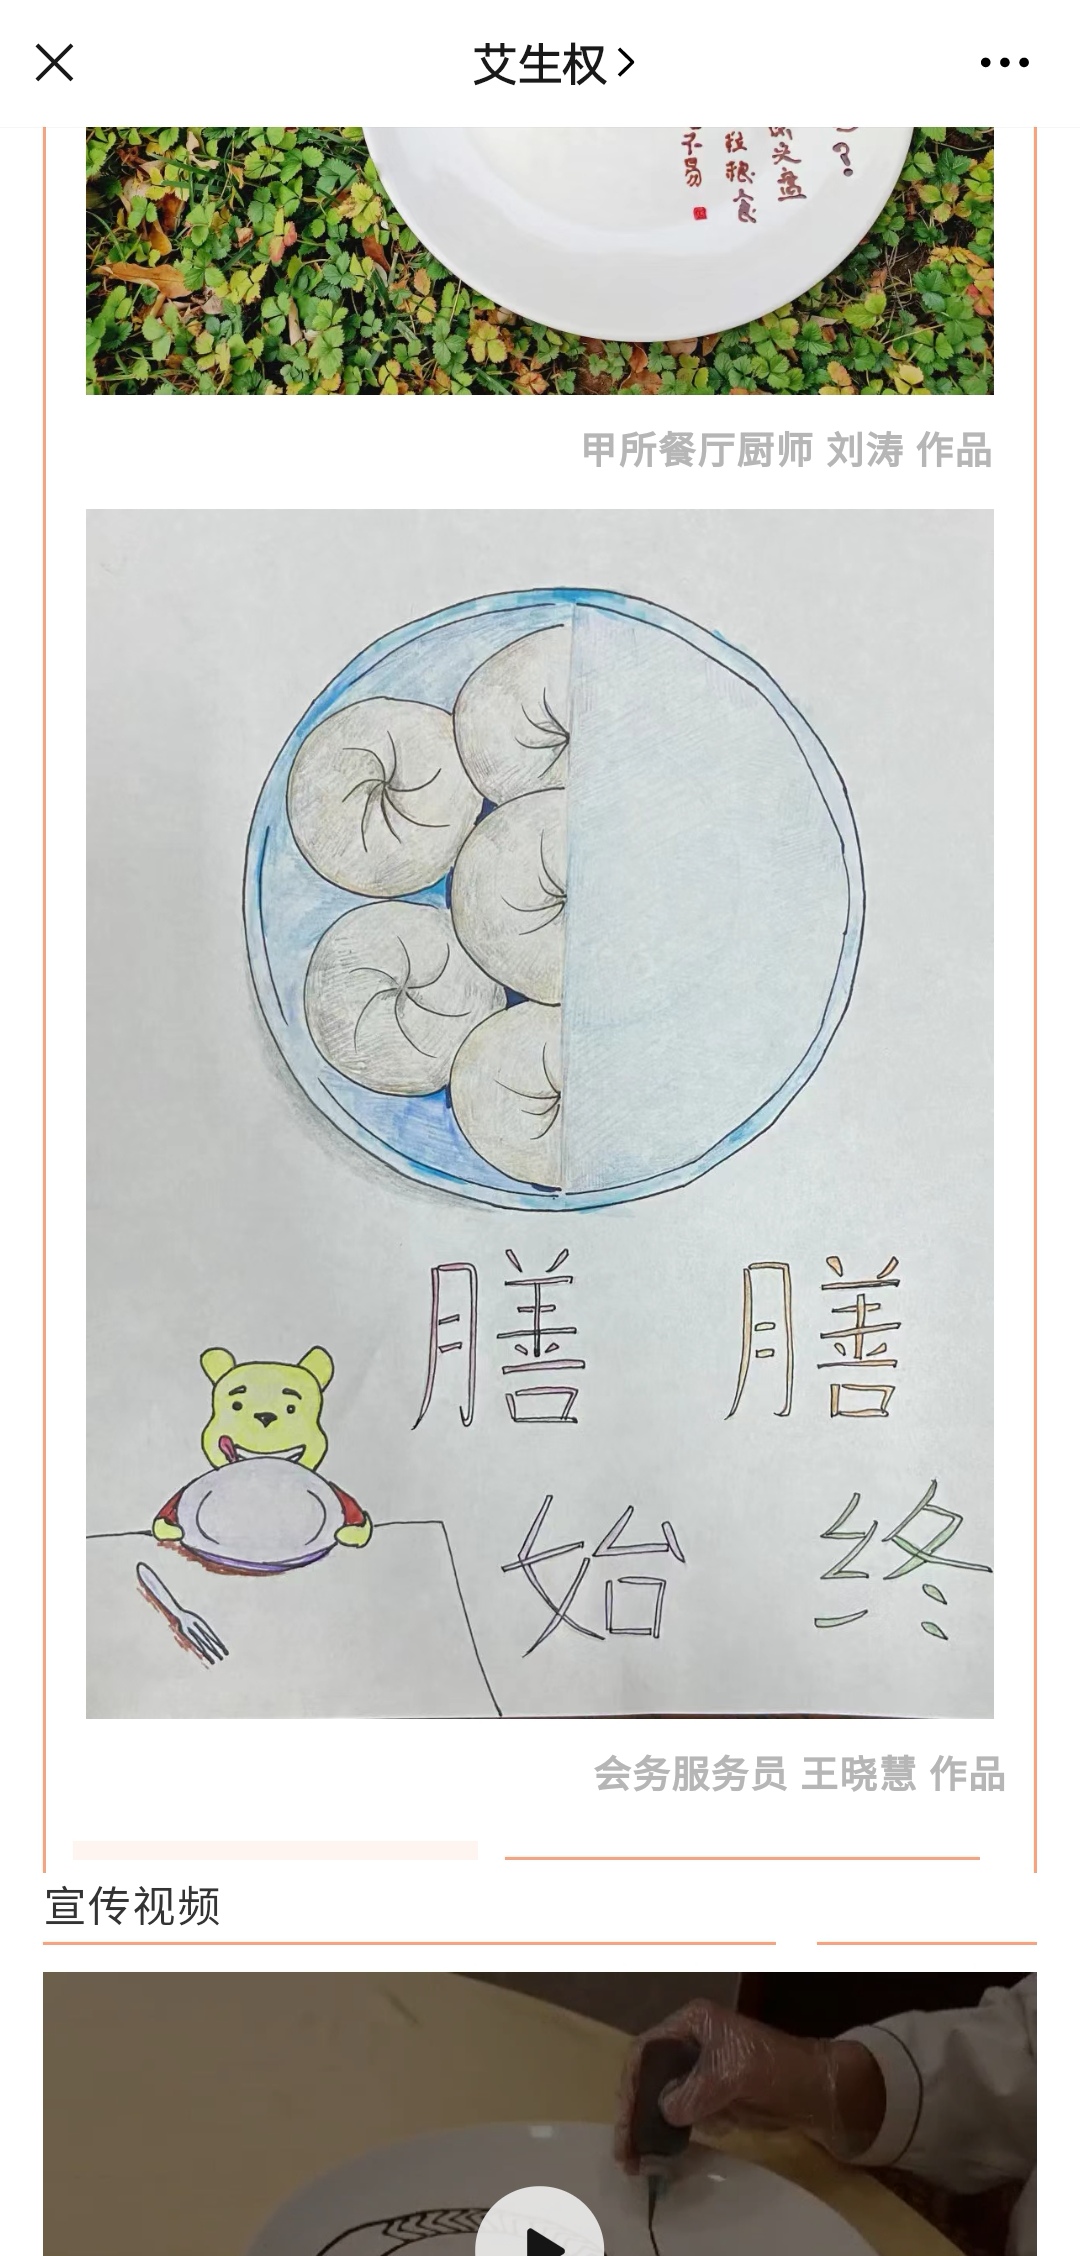 艾生权
？
床光盘
粒粮食
不易
甲所餐厅厨师 刘涛 作品
膳 膳
始 终
会务服务员 王晓慧 作品
宣传视频